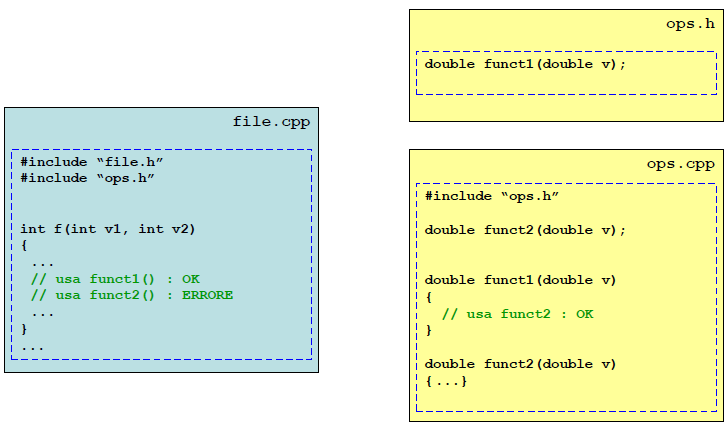 file.cpp
#include “file.h”
#include “ops.h”
int f(int v1, int v2)
{
...
// usa funct1() : OK
// usa funct2() : ERRORE
...
}
...
ops.h
double funct1(double v);
ops.cpp
#include “ops.h”
double funct2(double v);
double funct1(double v)
{
// usa funct2 : OK
}
double funct2(double v)
{...}